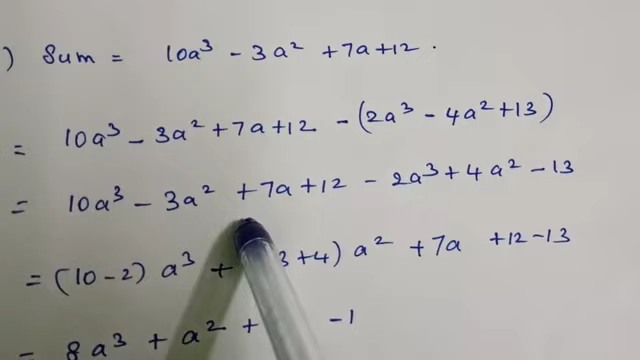 ) Sum = 10a³ - 3a² + 7a + 12 .
= 10a³ - 3a² + 7a + 12 - (2a³ - 4a² + 13)
= 10a³ - 3a² + 7a + 12 - 2a³ + 4a² - 13
= (10 - 2) a³ + 3 + 4) a² + 7a + 12 - 13
= 8a³ + a² + - 1